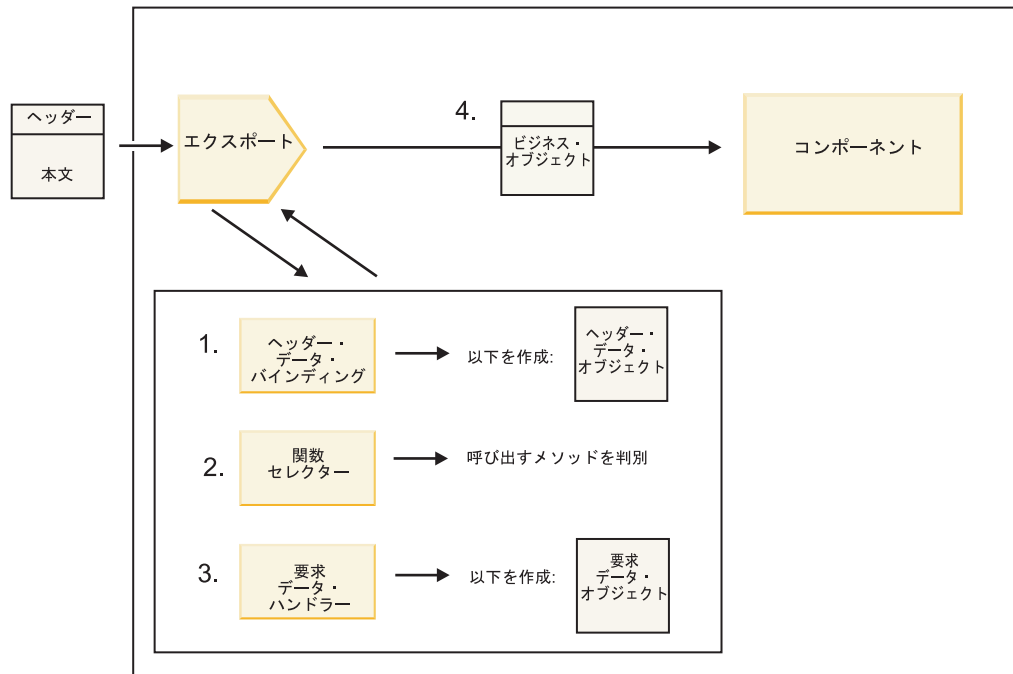 ヘッダー
本文
エクスポート
4.
ビジネス・
オブジェクト
コンポーネント
1.
ヘッダー・
データ・
バインディング
以下を作成:
ヘッダー・
データ・
オブジェクト
2.
関数
セレクター
呼び出すメソッドを判別
3.
要求
データ・
ハンドラー
以下を作成:
要求
データ・
オブジェクト